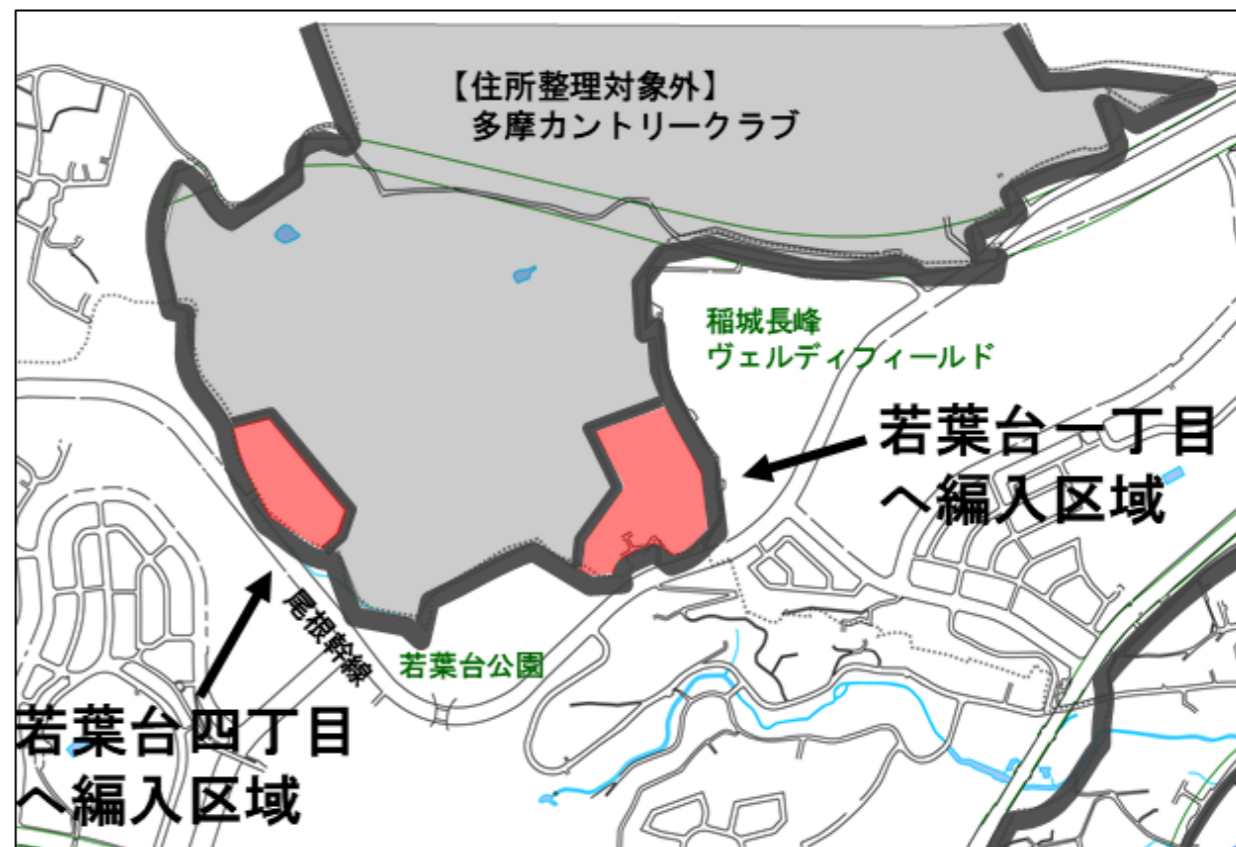 【住所整理対象外】
多摩カントリークラブ
稲城長峰
ヴェルディフィールド
若葉台一丁目
へ編入区域
尾根幹線
若葉台公園
若葉台四丁目
へ編入区域